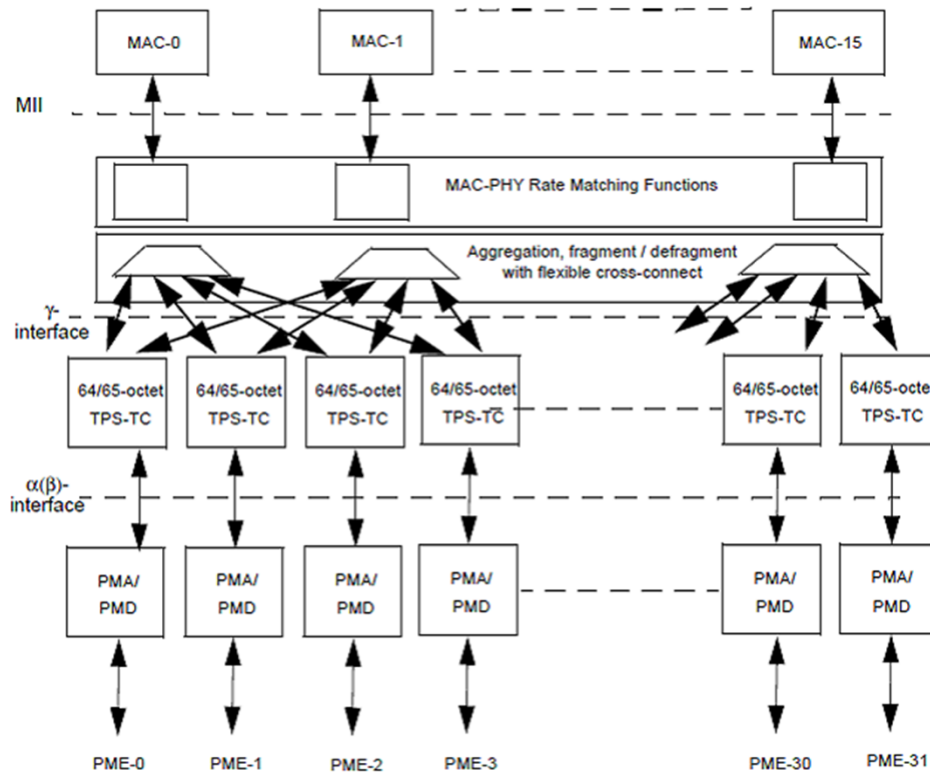 MAC-0
MAC-1
MAC-15
MII
MAC-PHY Rate Matching Functions
Aggregation, fragment / defragment
with flexible cross-connect
γ-
interface
64/65-octet
TPS-TC
64/65-octet
TPS-TC
64/65-octet
TPS-TC
64/65-octet
TPS-TC
64/65-octet
TPS-TC
64/65-octet
TPS-TC
α(β)-
interface
PMA/
PMD
PMA/
PMD
PMA/
PMD
PMA/
PMD
PMA/
PMD
PMA/
PMD
PME-0
PME-1
PME-2
PME-3
PME-30
PME-31